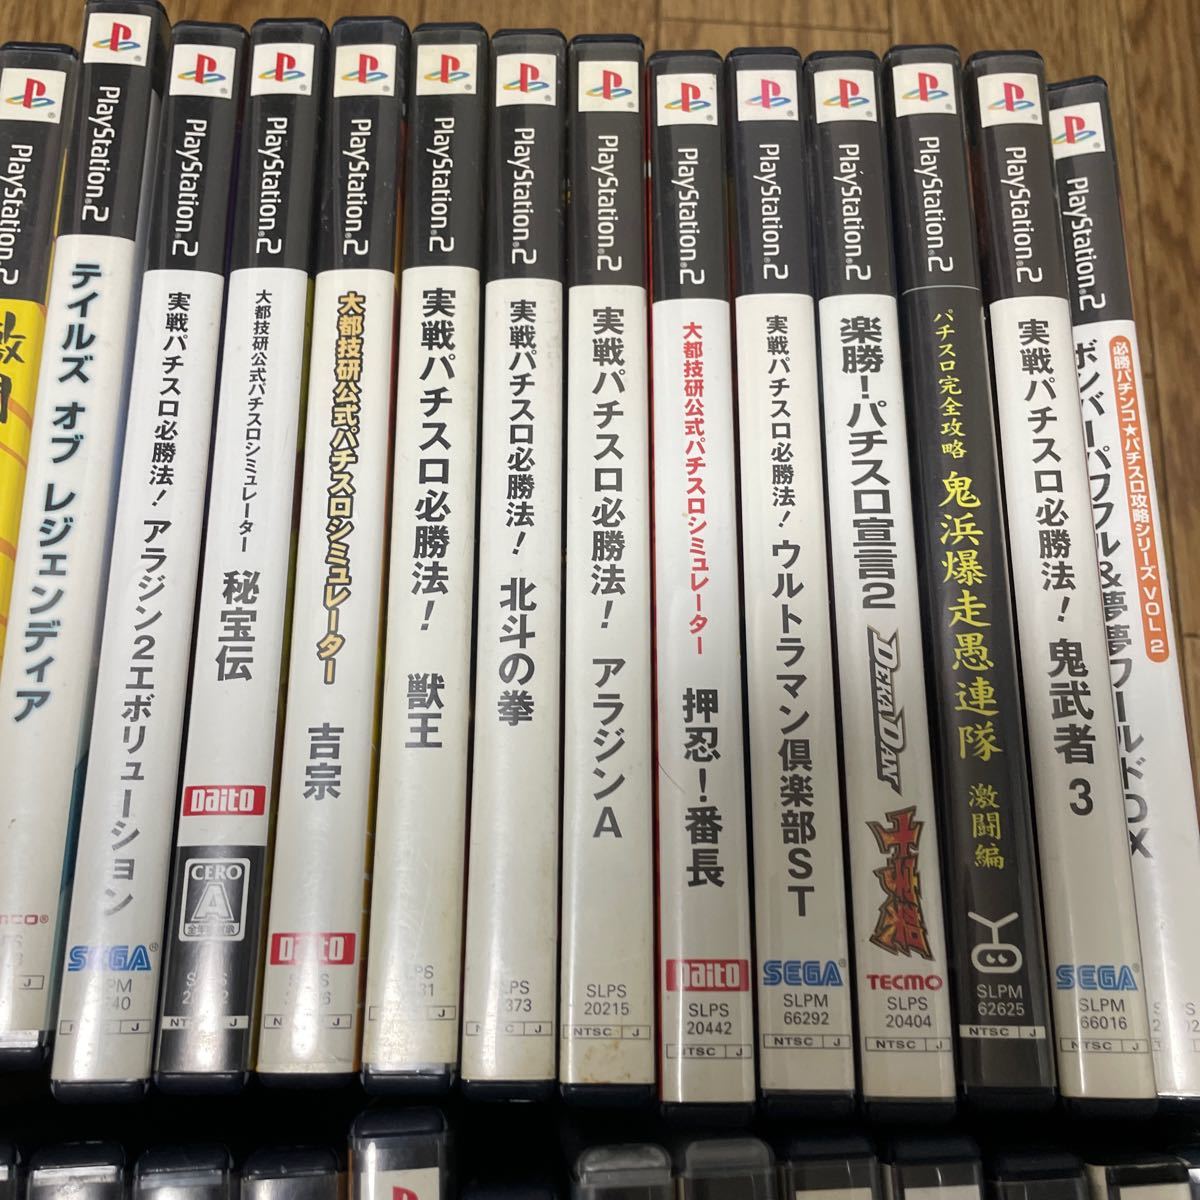 PlayStation.2
激闘
PlayStation.2
テイルズ オブ レジェンディア
PlayStation.2
実戦パチスロ必勝法! アラジン2エボリューション
SEGA
PlayStation.2
大都技研公式パチスロシミュレーター
秘宝伝
Daito
CERO
A
NTSC J
PlayStation.2
大都技研公式パチスロシミュレーター
吉宗
Daito
PlayStation.2
実戦パチスロ必勝法! 獣王
PlayStation.2
実戦パチスロ必勝法! 北斗の拳
PlayStation.2
実戦パチスロ必勝法! アラジンA
SLPS
20215
NTSC J
PlayStation.2
大都技研公式パチスロシミュレーター
押忍!番長
Daito
SLPS
20442
NTSC J
PlayStation.2
実戦パチスロ必勝法! ウルトラマン倶楽部ST
SEGA
SLPM
66292
NTSC J
PlayStation.2
楽勝!パチスロ宣言2
DEKADAN
TECMO
SLPS
20404
NTSC J
PlayStation.2
パチスロ完全攻略
鬼浜爆走愚連隊
激闘編
SLPM
62625
NTSC J
PlayStation.2
実戦パチスロ必勝法! 鬼武者3
SEGA
SLPM
66016
NTSC J
PlayStation.2
必勝パチンコ★パチスロ攻略シリーズ VOL 2
ボンバーパワフル&夢夢ワールドDX